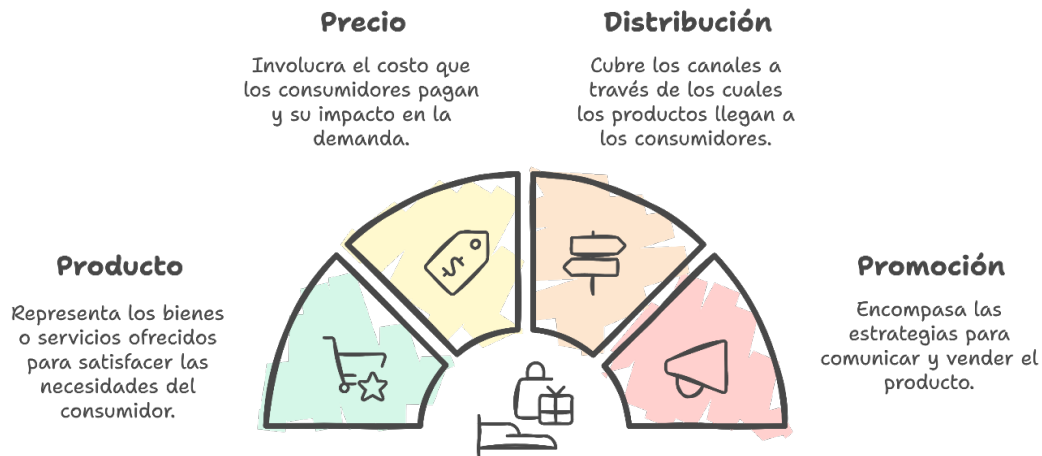 Precio
Involucra el costo que
los consumidores pagan
y su impacto en la
demanda.
Distribución
Cubre los canales a
través de los cuales
los productos llegan a
los consumidores.
Producto
Representa los bienes
o servicios ofrecidos
para satisfacer las
necesidades del
consumidor.
Promoción
Encompasa las
estrategias para
comunicar y vender el
producto.
$